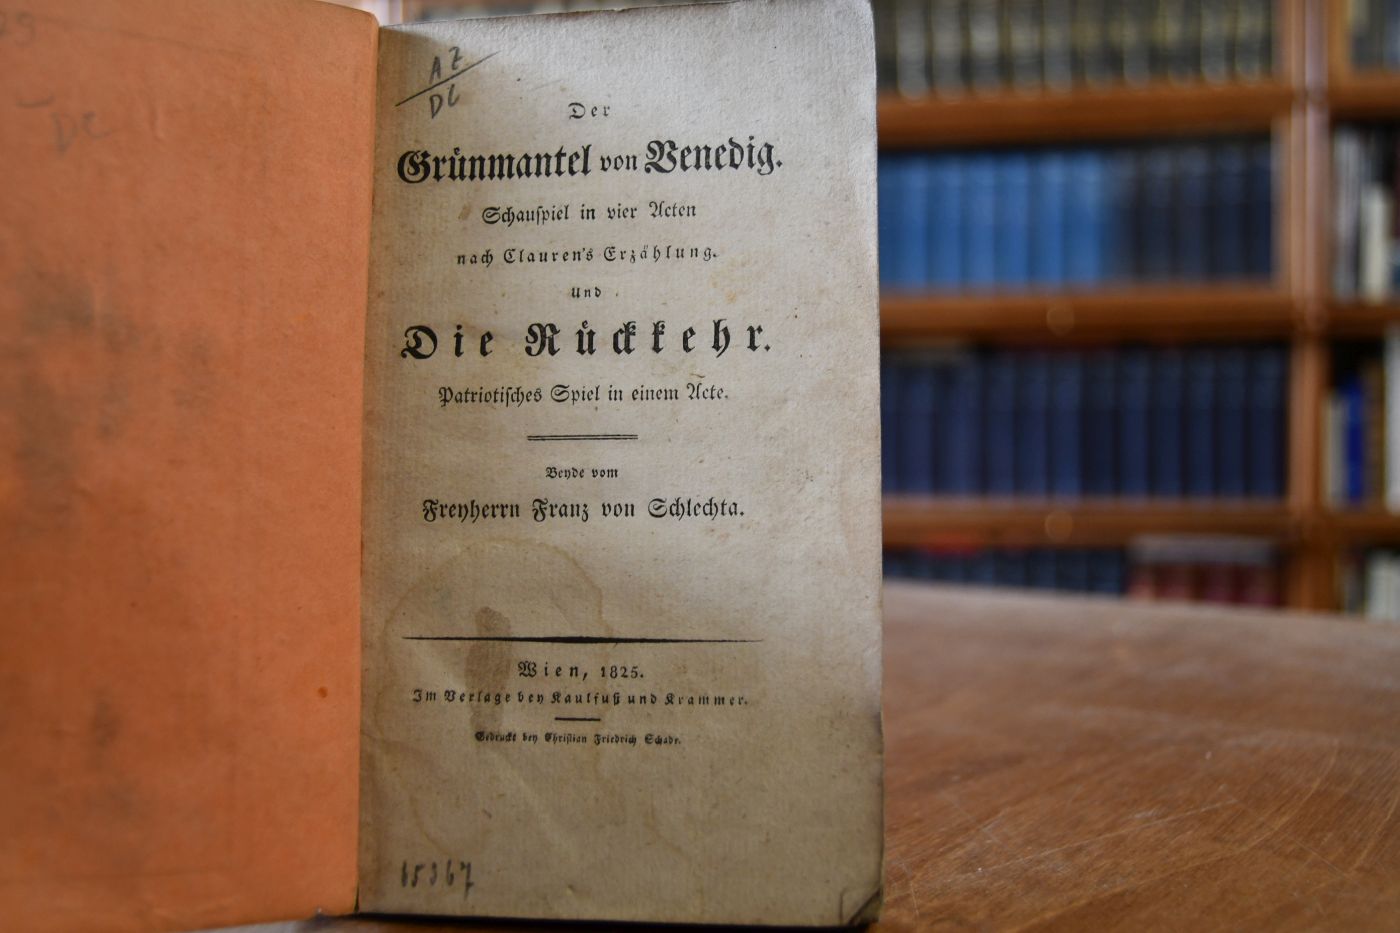 AZ
DC
Der
Grünmantel von Venedig.
Schauspiel in vier Acten
nach Clauren's Erzählung.
Und
Die Rückkehr.
Patriotisches Spiel in einem Acte.
Beyde vom
Freyherrn Franz von Schlechta.
Wien, 1825.
Im Verlage bey Kaulfuß und Krammer.
Gedruckt bey Christian Friedrich Schade.
15367